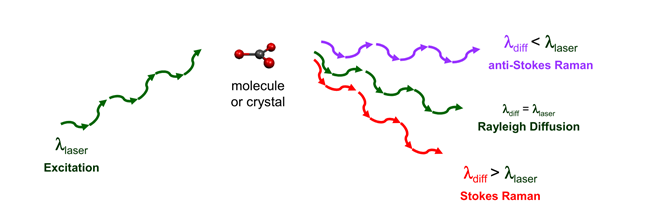 λlaser
Excitation
molecule
or crystal
λdiff < λlaser
anti-Stokes Raman
λdiff = λlaser
Rayleigh Diffusion
λdiff > λlaser
Stokes Raman